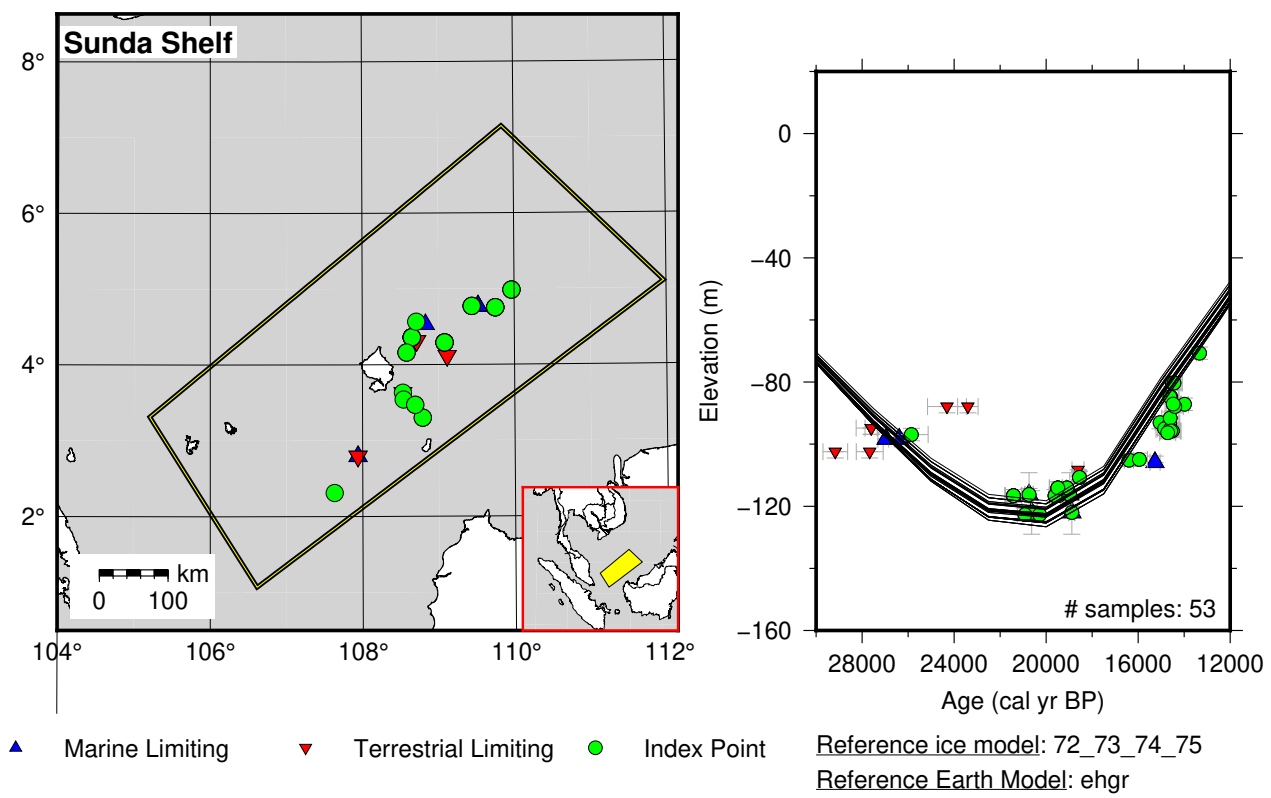 Sunda Shelf
8°
6°
4°
2°
104°
106°
108°
110°
112°
km
0
100
0
−40
−80
−120
−160
Elevation (m)
# samples: 53
28000
24000
20000
16000
12000
Age (cal yr BP)
Marine Limiting
Terrestrial Limiting
Index Point
Reference ice model: 72_73_74_75
Reference Earth Model: ehgr